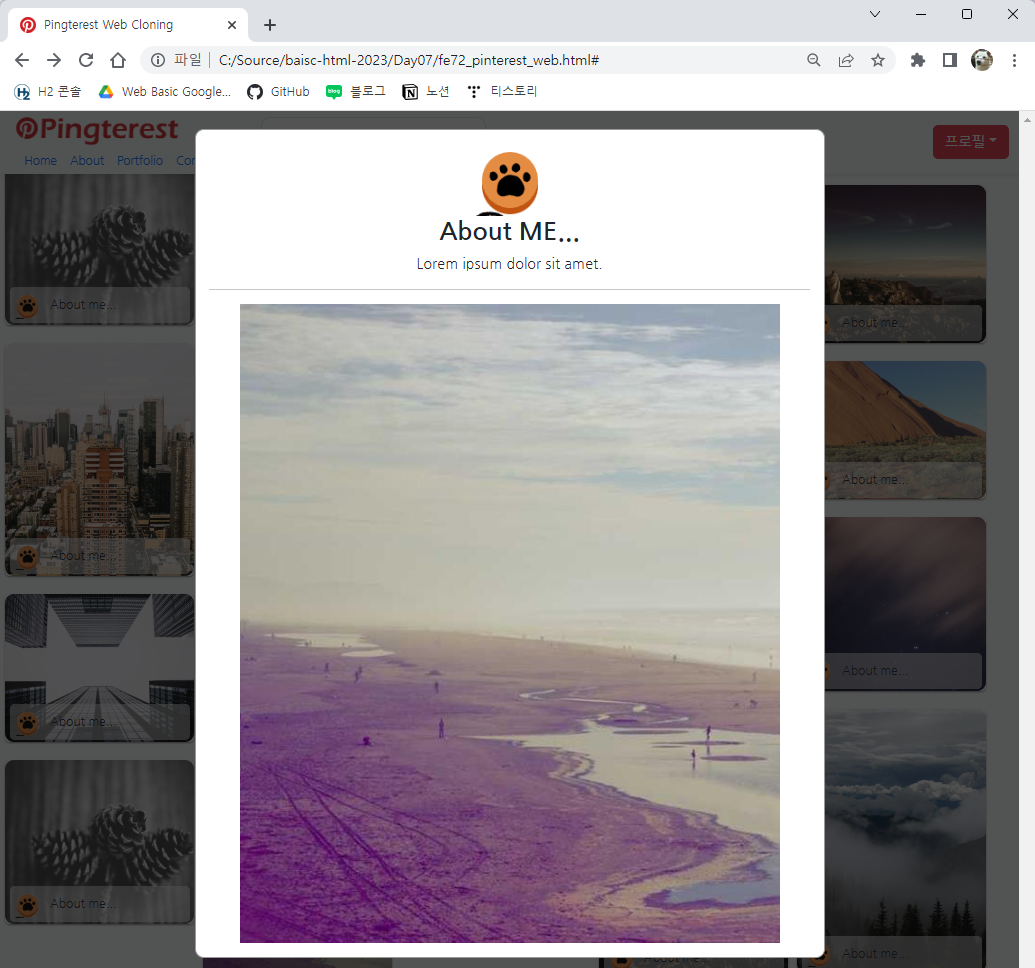 Pingterest Web Cloning
파일 C:/Source/baisc-html-2023/Day07/fe72_pinterest_web.html#
H2 콘솔 Web Basic Google... GitHub 블로그 노션 티스토리
Pingterest
프로필
Home About Portfolio Con
About ME...
Lorem ipsum dolor sit amet.
About me...
About me...
About me...
About me...
About me...
About me...
About me...
About me...
About me...